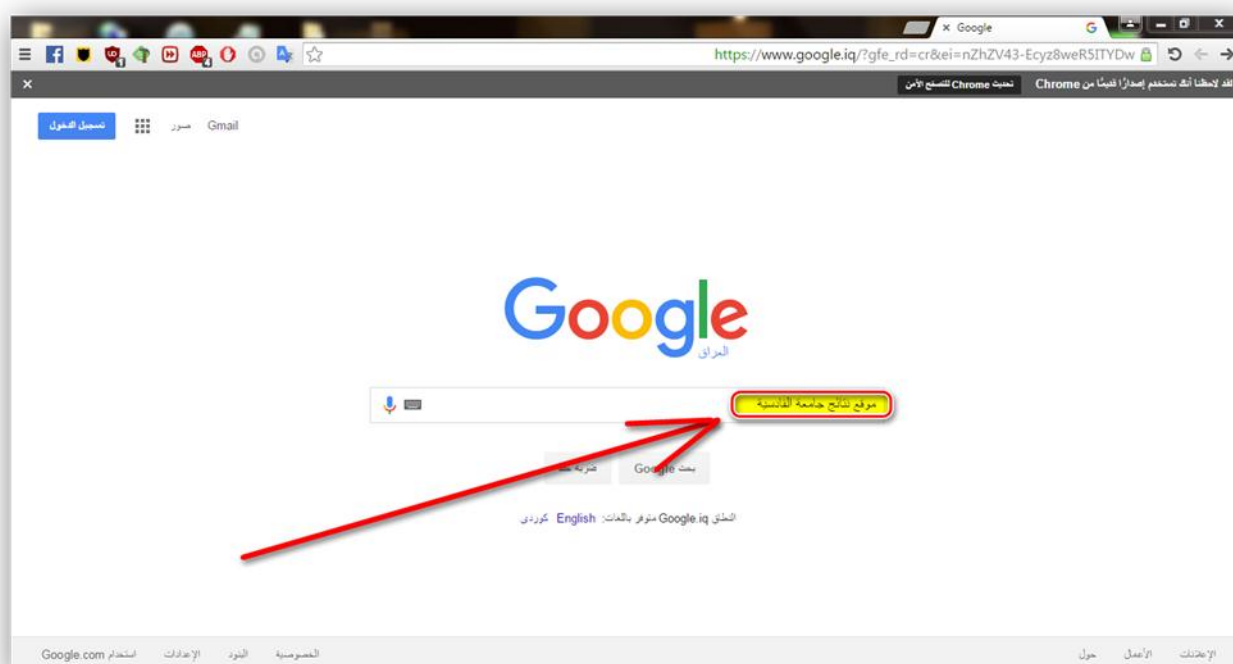 Google
https://www.google.iq/?gfe_rd=cr&ei=nZhZV43-Ecyz8weR5ITYDw
لقد لاحظنا أنك تستخدم إصدارًا قديمًا من Chrome تحديث Chrome للتصفح الآمن
Gmail صور تسجيل الدخول
Google
العراق
موقع نتائج جامعة القادسية
بحث Google ضربة
النطاق Google.iq متوفر باللغات: English كوردی
الإعلانات الأعمال حول الخصوصية البنود الإعدادات استخدام Google.com